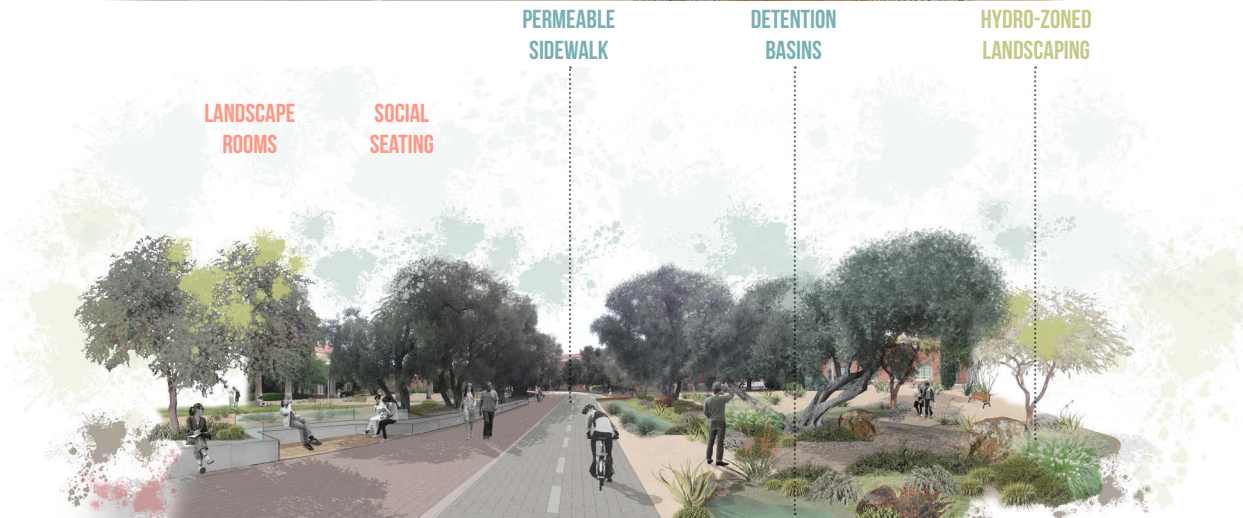 PERMEABLE
SIDEWALK
DETENTION
BASINS
HYDRO-ZONED
LANDSCAPING
LANDSCAPE
ROOMS
SOCIAL
SEATING